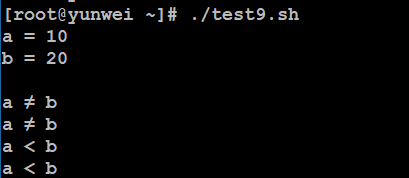 [root@yunwei ~]# ./test9.sh
a = 10
b = 20
a ≠ b
a ≠ b
a < b
a < b